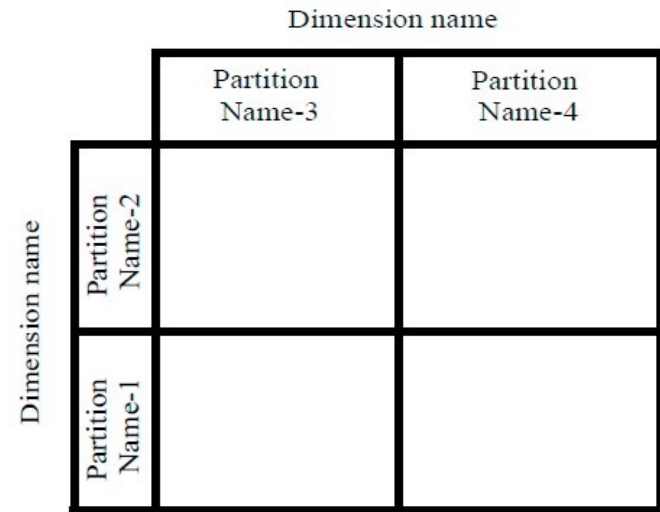 Dimension name
Partition
Name-3
Partition
Name-4
Dimension name
Partition
Name-2
Partition
Name-1